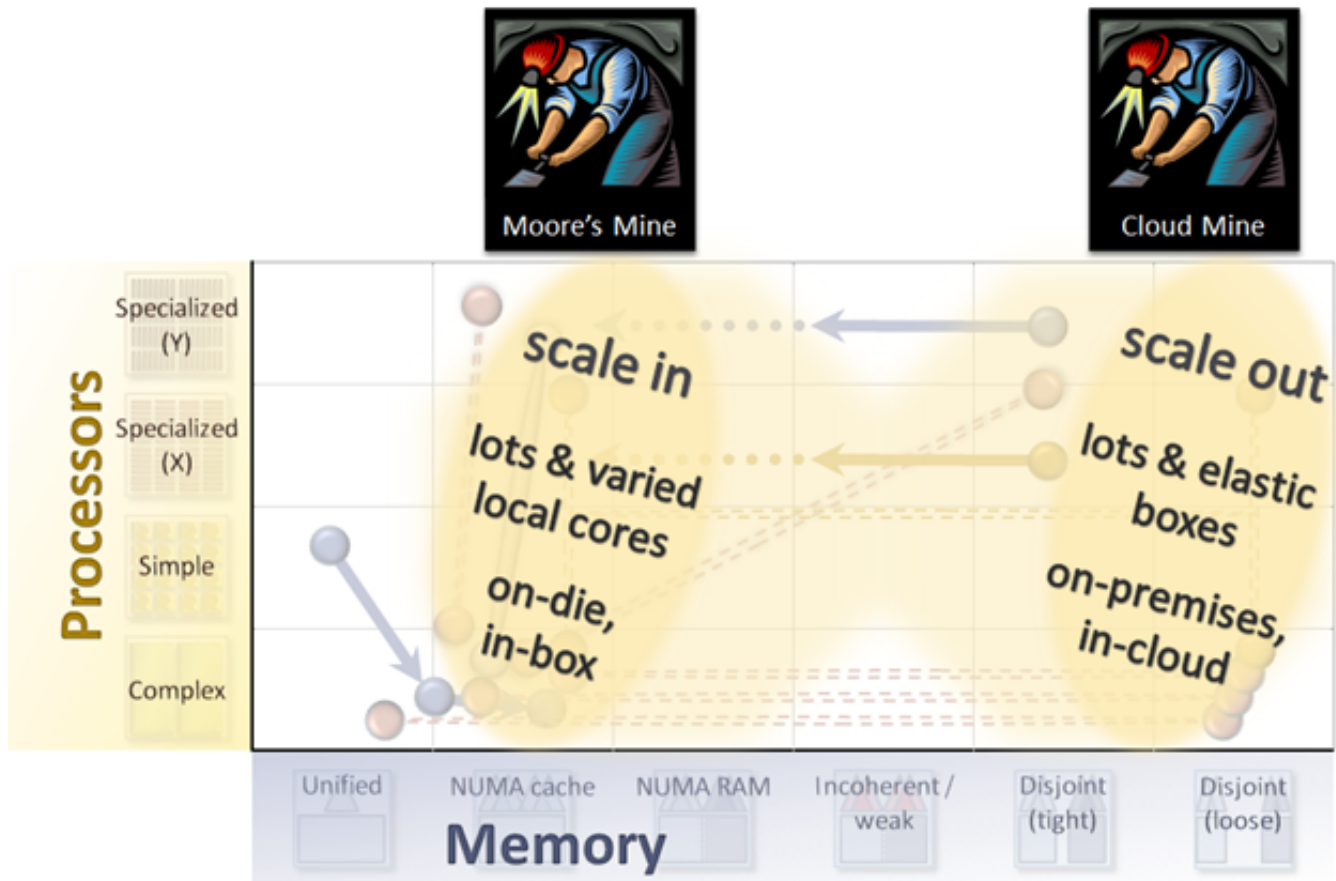 Moore's Mine
Cloud Mine
Processors
Specialized
(Y)
Specialized
(X)
Simple
Complex
scale in
lots & varied
local cores
on-die,
in-box
scale out
lots & elastic
boxes
on-premises,
in-cloud
Unified
NUMA cache
NUMA RAM
Incoherent /
weak
Disjoint
(tight)
Disjoint
(loose)
Memory